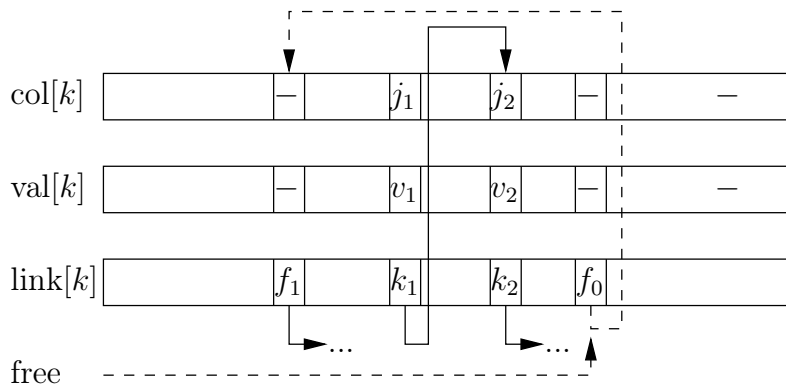 col[k] – j₁ j₂ – –
val[k] – v₁ v₂ – –
link[k] f₁ k₁ k₂ f₀
... ...
free